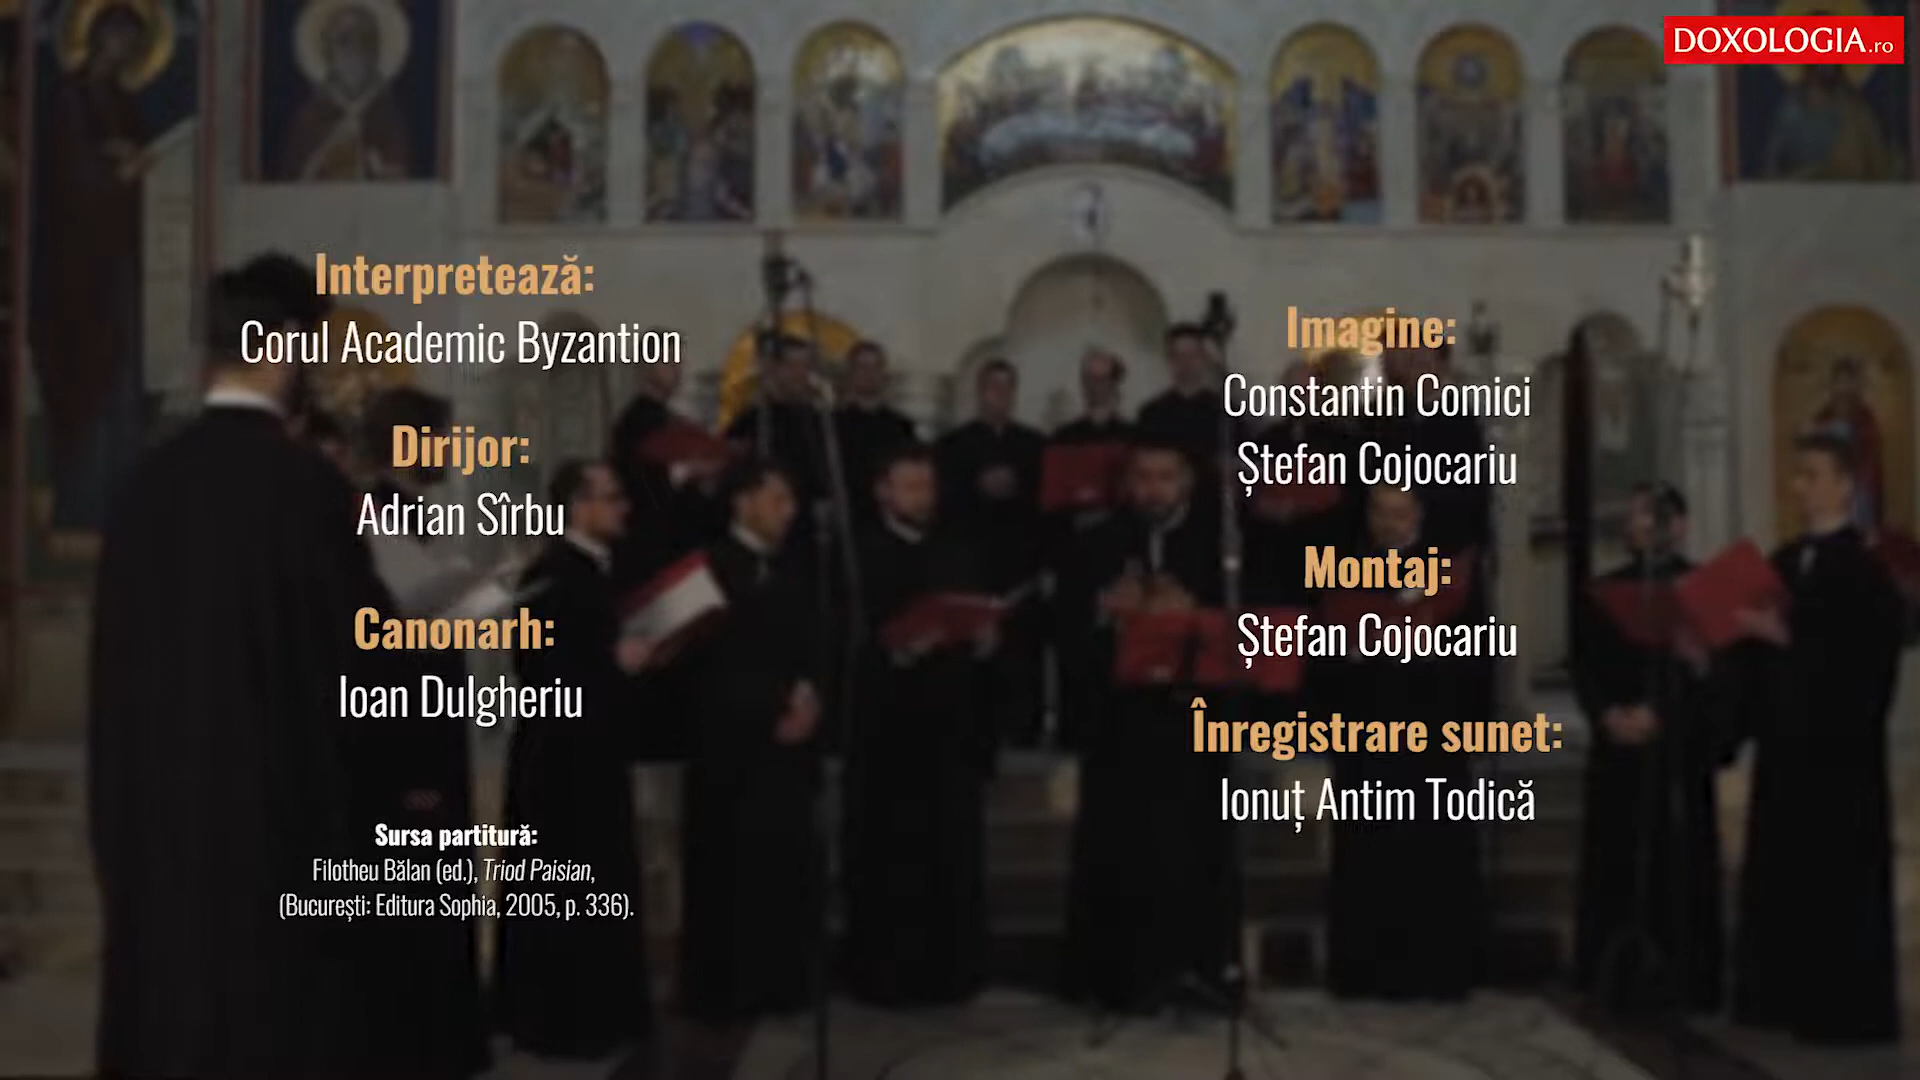 DOXOLOGIA.ro
Interpretează:
Corul Academic Byzantion
Dirijor:
Adrian Sîrbu
Canonarh:
Ioan Dulgheriu
Sursa partitură:
Filotheu Bălan (ed.), Triod Paisian,
(București: Editura Sophia, 2005, p. 336).
Imagine:
Constantin Comici
Ștefan Cojocariu
Montaj:
Ștefan Cojocariu
Înregistrare sunet:
Ionuț Antim Todică